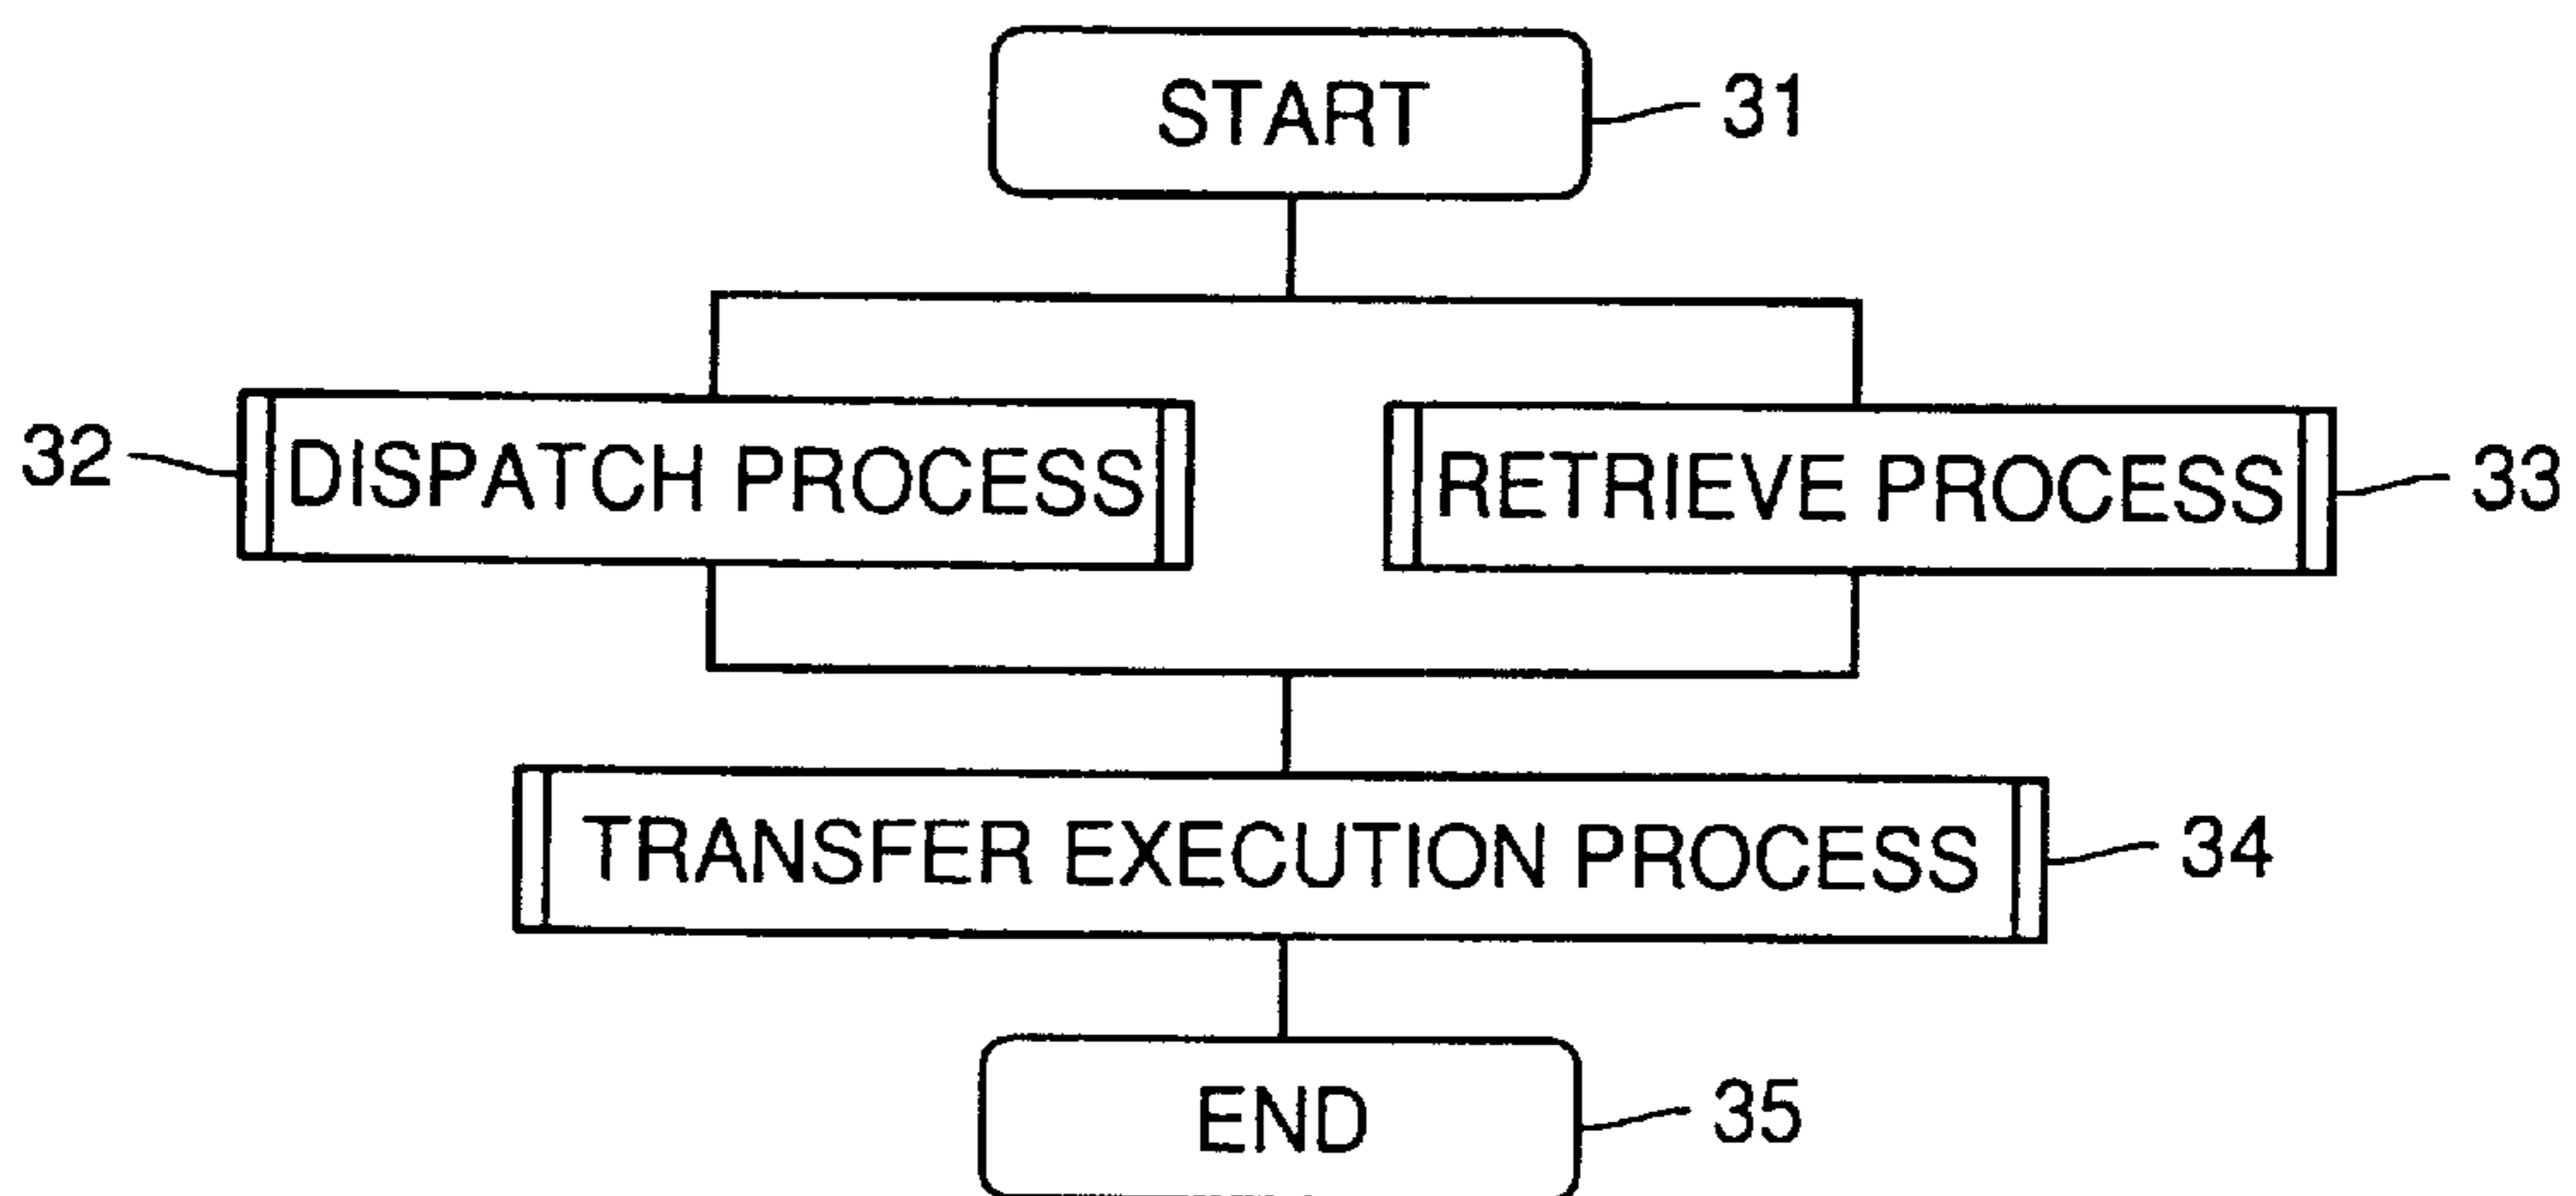 START 31
32 DISPATCH PROCESS RETRIEVE PROCESS 33
TRANSFER EXECUTION PROCESS 34
END 35